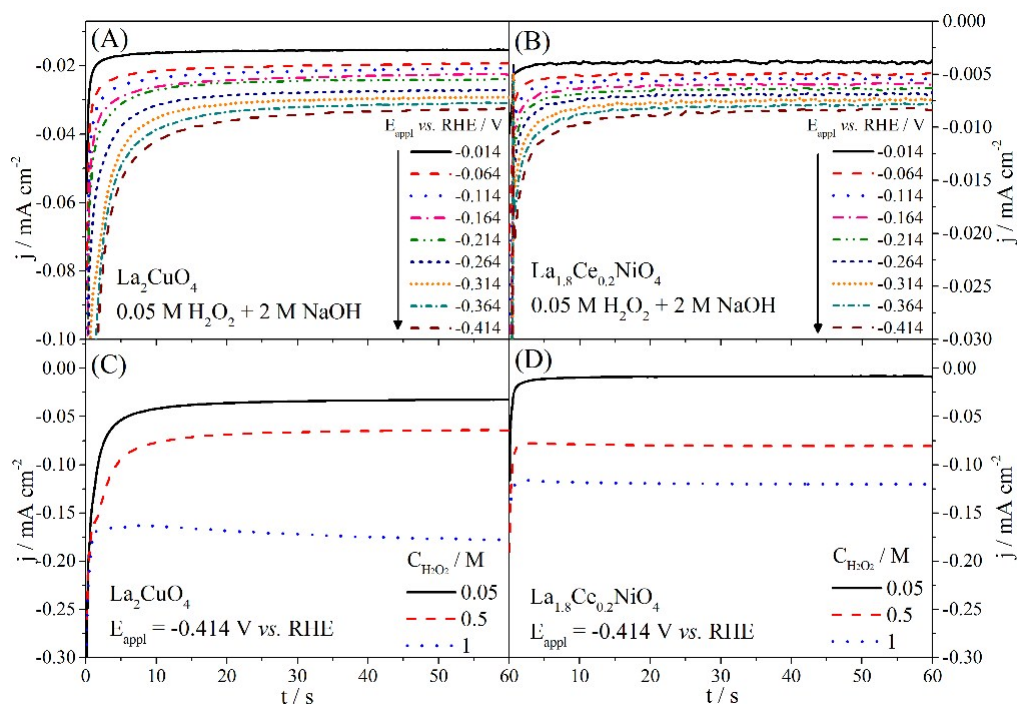 (A)
(B)
0.000
-0.02
-0.04
-0.06
-0.08
-0.10
j / mA cm-2
E_appl vs. RHE / V
-0.014
-0.064
-0.114
-0.164
-0.214
-0.264
-0.314
-0.364
-0.414
La2CuO4
0.05 M H2O2 + 2 M NaOH
E_appl vs. RHE / V
-0.014
-0.064
-0.114
-0.164
-0.214
-0.264
-0.314
-0.364
-0.414
La1.8Ce0.2NiO4
0.05 M H2O2 + 2 M NaOH
-0.005
-0.010
-0.015
-0.020
-0.025
-0.030
j / mA cm-2
(C)
(D)
0.00
-0.05
-0.10
-0.15
-0.20
-0.25
-0.30
j / mA cm-2
La2CuO4
E_appl = -0.414 V vs. RHE
C_H2O2 / M
0.05
0.5
1
La1.8Ce0.2NiO4
E_appl = -0.414 V vs. RHE
C_H2O2 / M
0.05
0.5
1
0.00
-0.05
-0.10
-0.15
-0.20
-0.25
-0.30
j / mA cm-2
0 10 20 30 40 50 60 10 20 30 40 50 60
t / s
t / s